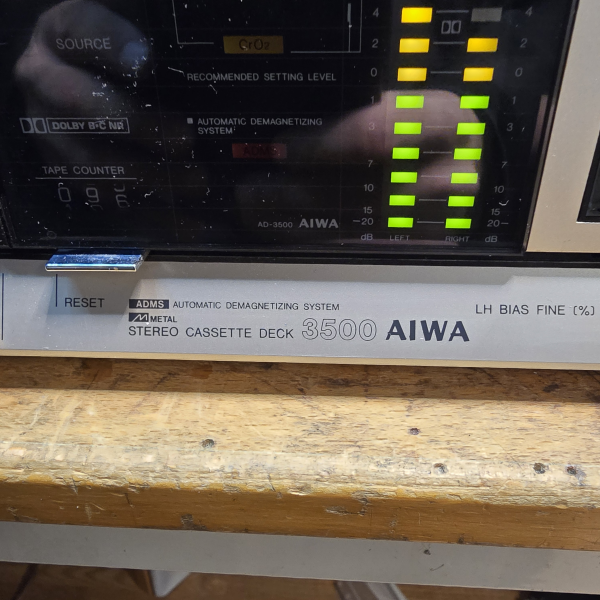 4 4
SOURCE
2 CrO2 2
0 RECOMMENDED SETTING LEVEL 0
1 1
DOLBY B·C NR
AUTOMATIC DEMAGNETIZING
SYSTEM
3 3
ADMS
7 7
TAPE COUNTER
10 10
15 15
AD-3500 AIWA
-20 20-
dB LEFT RIGHT dB
RESET
ADMS AUTOMATIC DEMAGNETIZING SYSTEM
METAL
STEREO CASSETTE DECK 3500 AIWA
LH BIAS FINE (%)